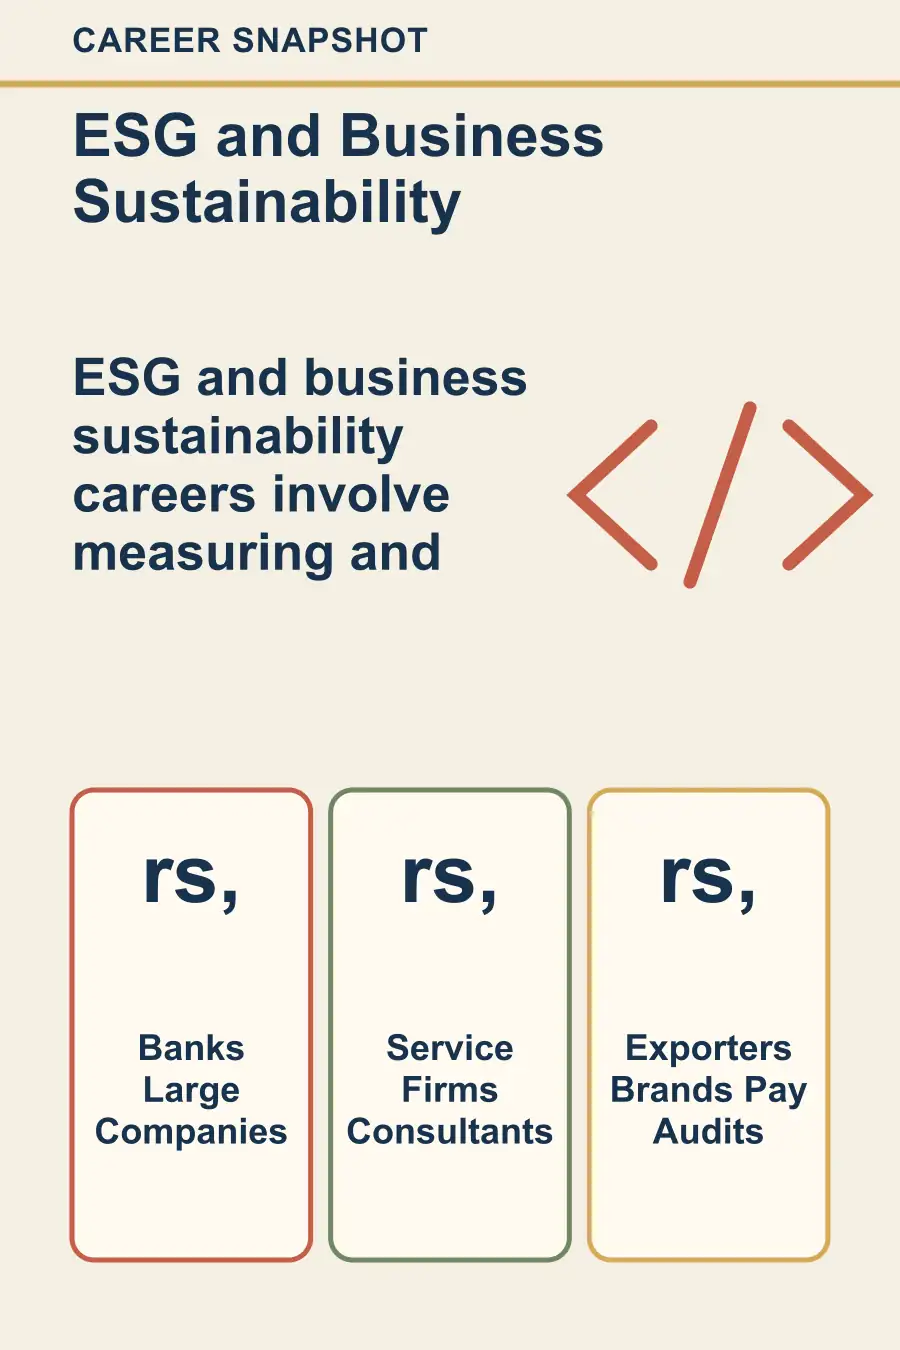 CAREER SNAPSHOT
ESG and Business
Sustainability
ESG and business
sustainability
careers involve
measuring and
rs,
Banks
Large
Companies
rs,
Service
Firms
Consultants
rs,
Exporters
Brands Pay
Audits